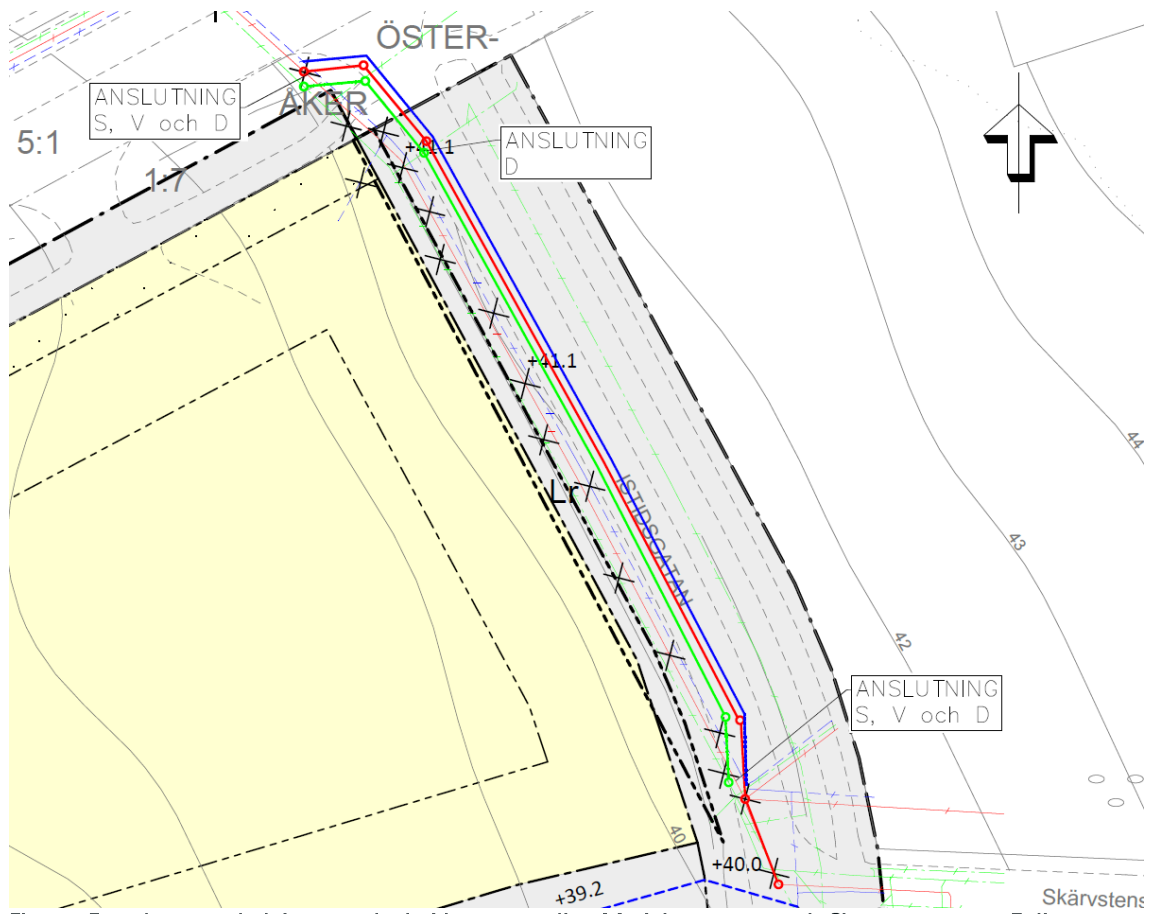 ÖSTER-
ÅKER
ANSLUTNING
S, V och D
5:1
1:7
+41.1
ANSLUTNING
D
+41.1
Lr
ISTIDSGATAN
44
43
42
ANSLUTNING
S, V och D
40
+40.0
+39.2
Skärvstens